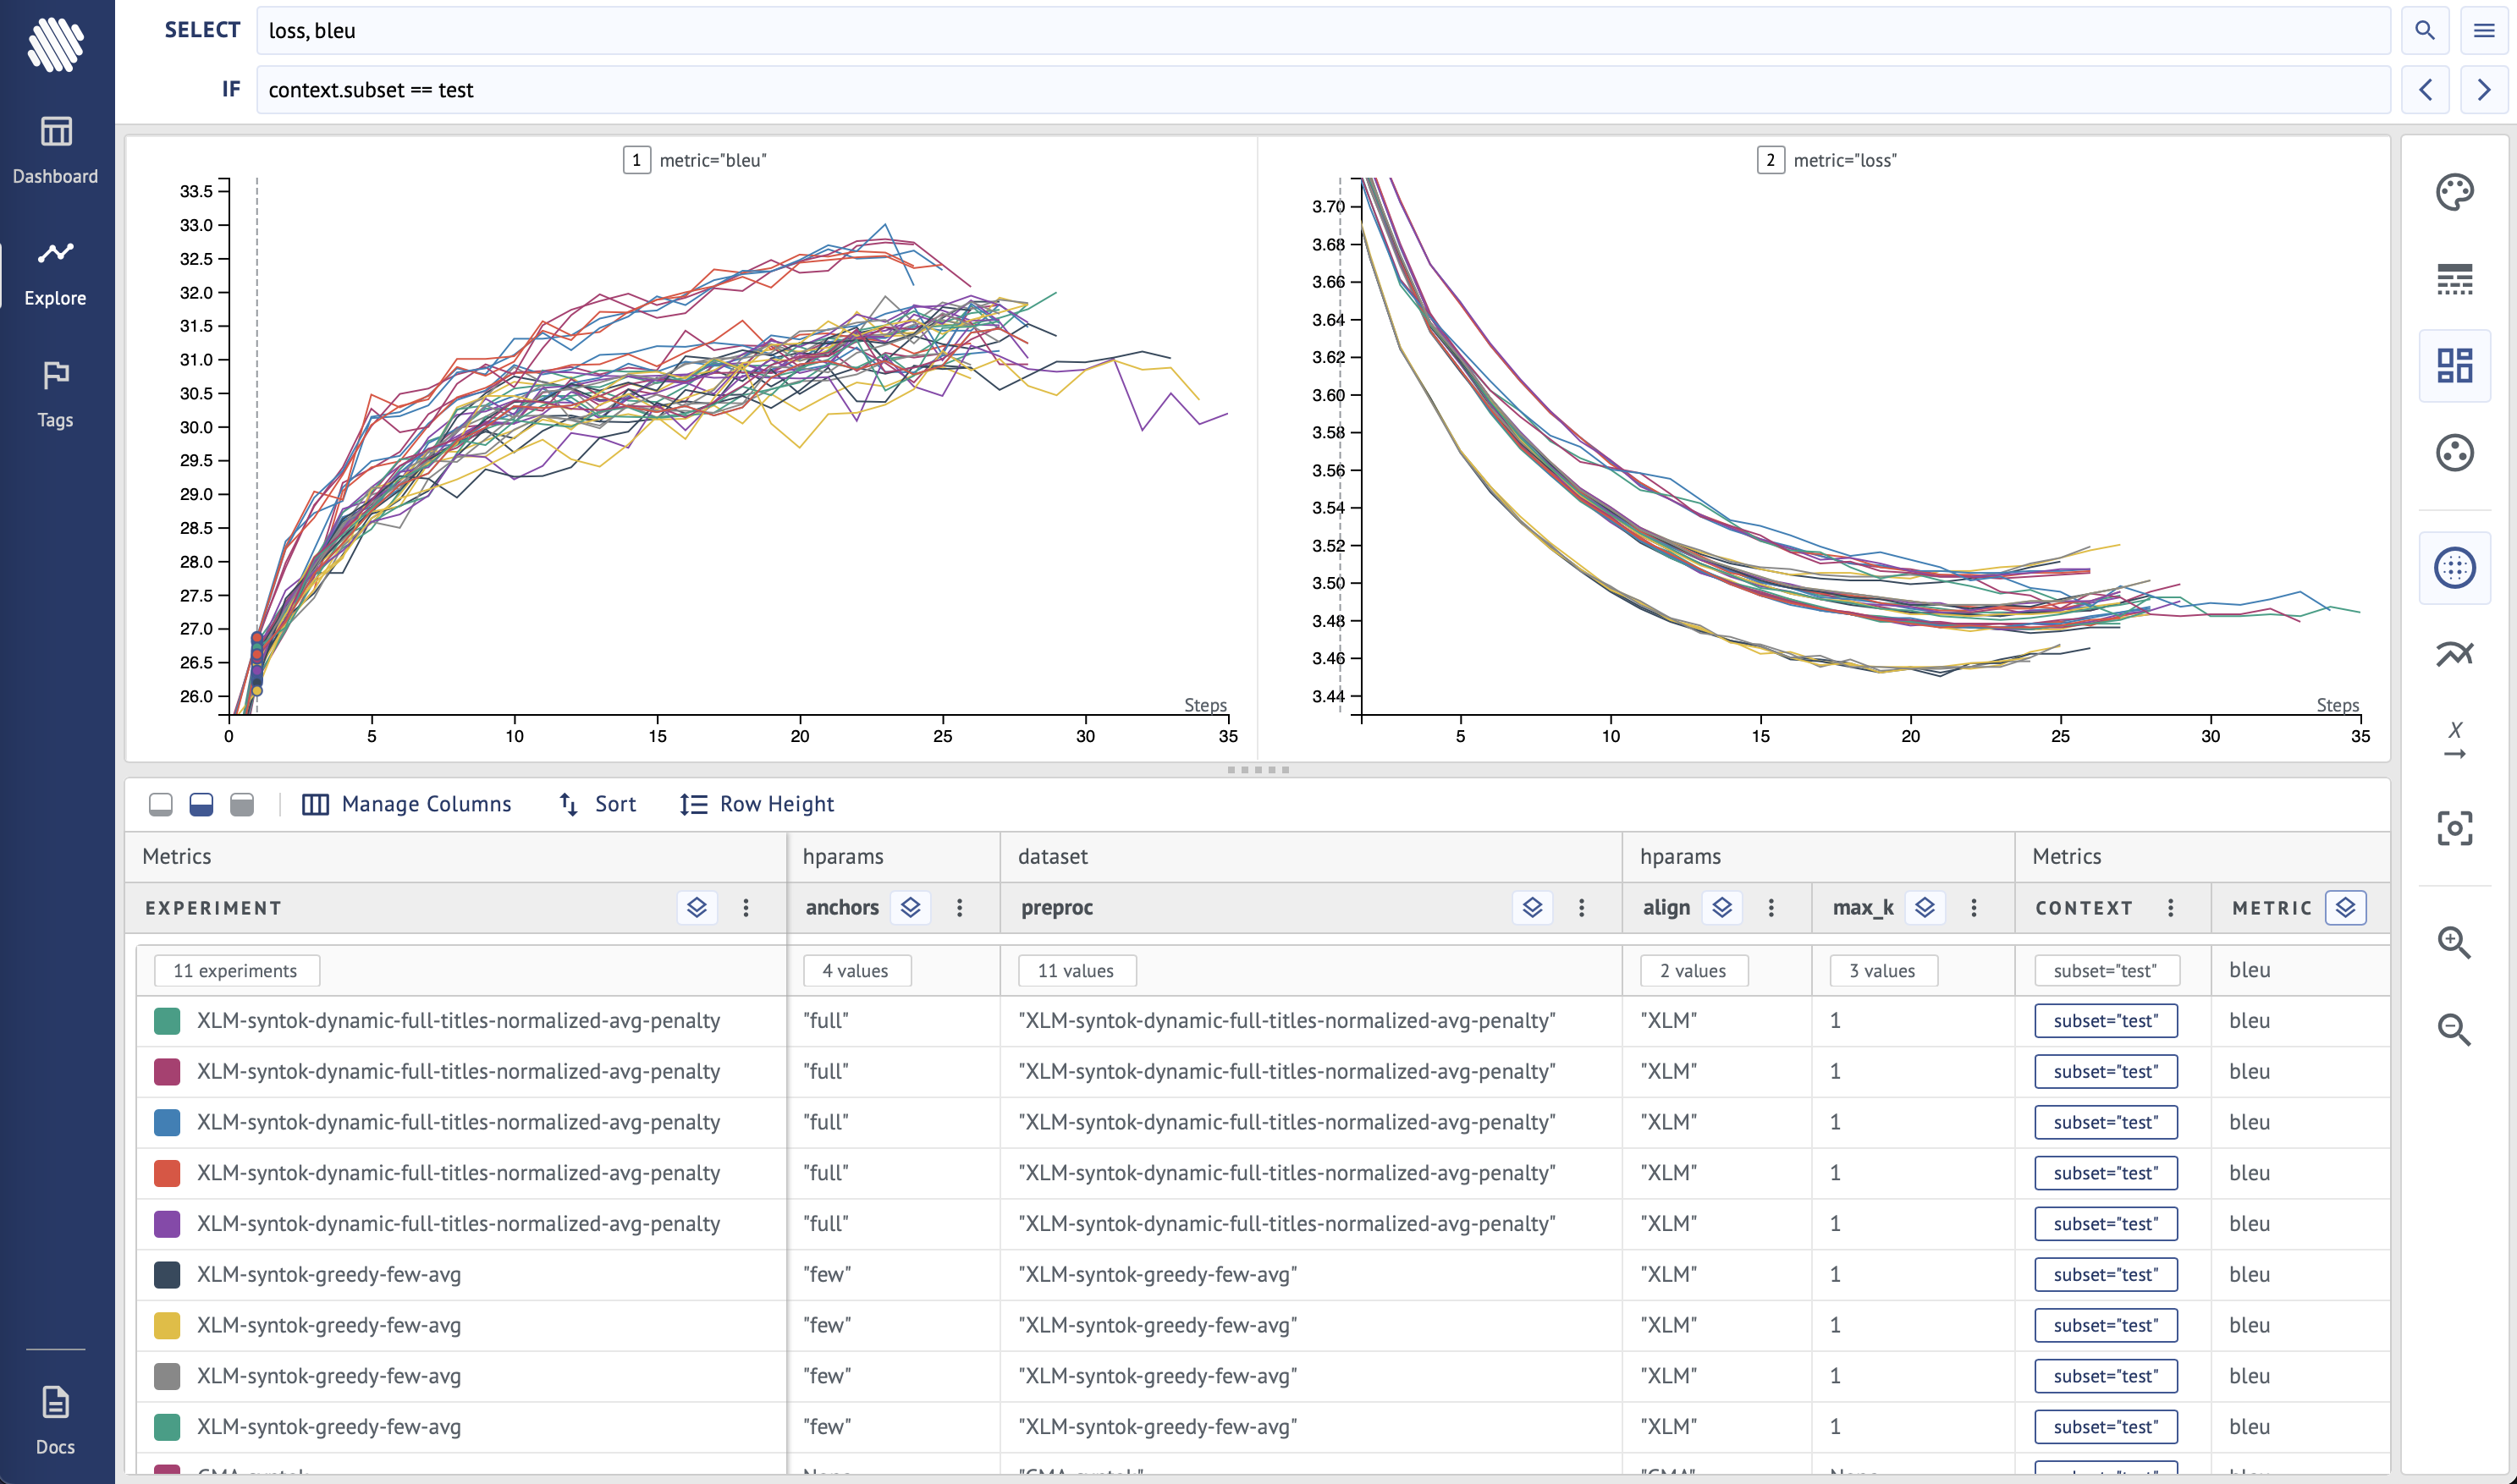 SELECT loss, bleu
IF context.subset == test
Dashboard
Explore
Tags
Docs
1 metric="bleu"
33.5
33.0
32.5
32.0
31.5
31.0
30.5
30.0
29.5
29.0
28.5
28.0
27.5
27.0
26.5
26.0
Steps
0 5 10 15 20 25 30 35
2 metric="loss"
3.70
3.68
3.66
3.64
3.62
3.60
3.58
3.56
3.54
3.52
3.50
3.48
3.46
3.44
Steps
5 10 15 20 25 30 35
X
Manage Columns Sort Row Height
Metrics hparams dataset hparams Metrics
EXPERIMENT anchors preproc align max_k CONTEXT METRIC
11 experiments 4 values 11 values 2 values 3 values subset="test" bleu
XLM-syntok-dynamic-full-titles-normalized-avg-penalty "full" "XLM-syntok-dynamic-full-titles-normalized-avg-penalty" "XLM" 1 subset="test" bleu
XLM-syntok-dynamic-full-titles-normalized-avg-penalty "full" "XLM-syntok-dynamic-full-titles-normalized-avg-penalty" "XLM" 1 subset="test" bleu
XLM-syntok-dynamic-full-titles-normalized-avg-penalty "full" "XLM-syntok-dynamic-full-titles-normalized-avg-penalty" "XLM" 1 subset="test" bleu
XLM-syntok-dynamic-full-titles-normalized-avg-penalty "full" "XLM-syntok-dynamic-full-titles-normalized-avg-penalty" "XLM" 1 subset="test" bleu
XLM-syntok-dynamic-full-titles-normalized-avg-penalty "full" "XLM-syntok-dynamic-full-titles-normalized-avg-penalty" "XLM" 1 subset="test" bleu
XLM-syntok-greedy-few-avg "few" "XLM-syntok-greedy-few-avg" "XLM" 1 subset="test" bleu
XLM-syntok-greedy-few-avg "few" "XLM-syntok-greedy-few-avg" "XLM" 1 subset="test" bleu
XLM-syntok-greedy-few-avg "few" "XLM-syntok-greedy-few-avg" "XLM" 1 subset="test" bleu
XLM-syntok-greedy-few-avg "few" "XLM-syntok-greedy-few-avg" "XLM" 1 subset="test" bleu